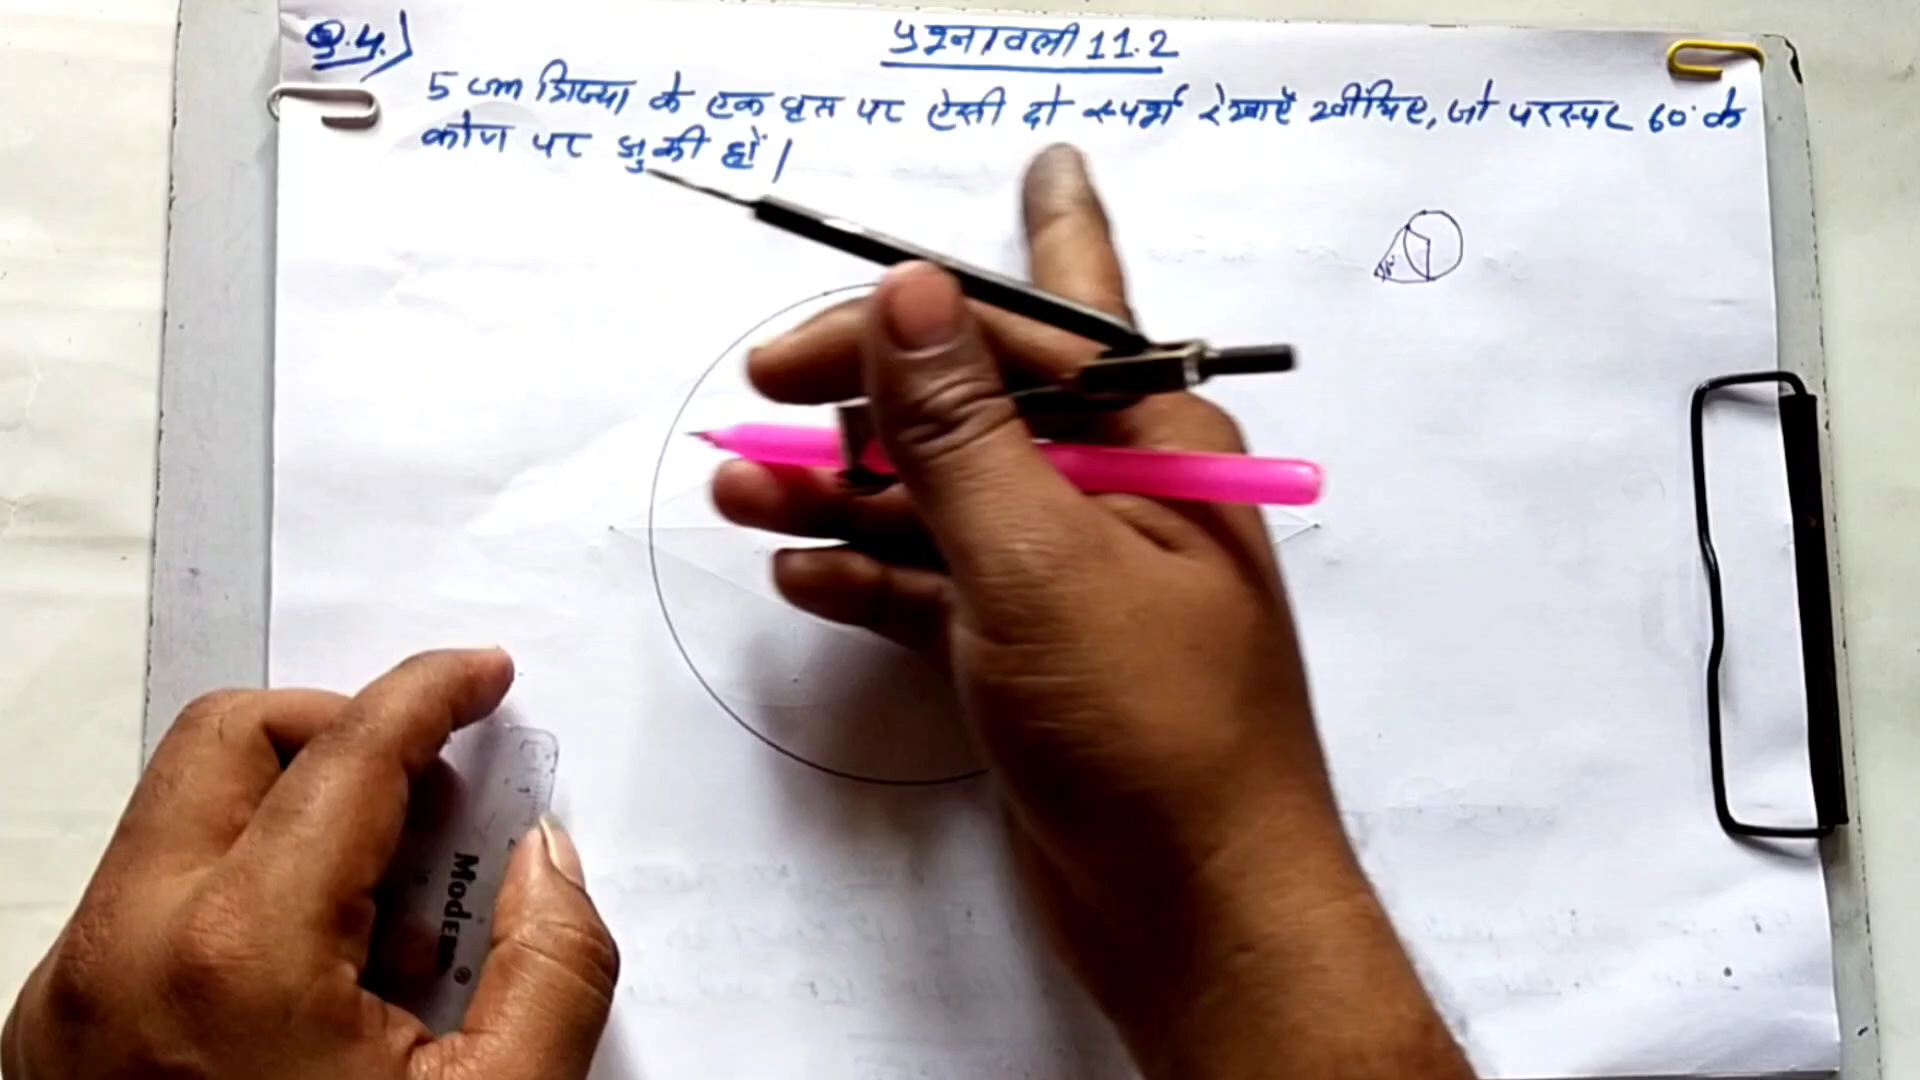 प्रश्नावली 11.2
Q.4.)
5 cm त्रिज्या के एक वृत्त पर ऐसी दो स्पर्श रेखाएँ खींचिए, जो परस्पर 60° के
कोण पर झुकी हों।
Modern ®